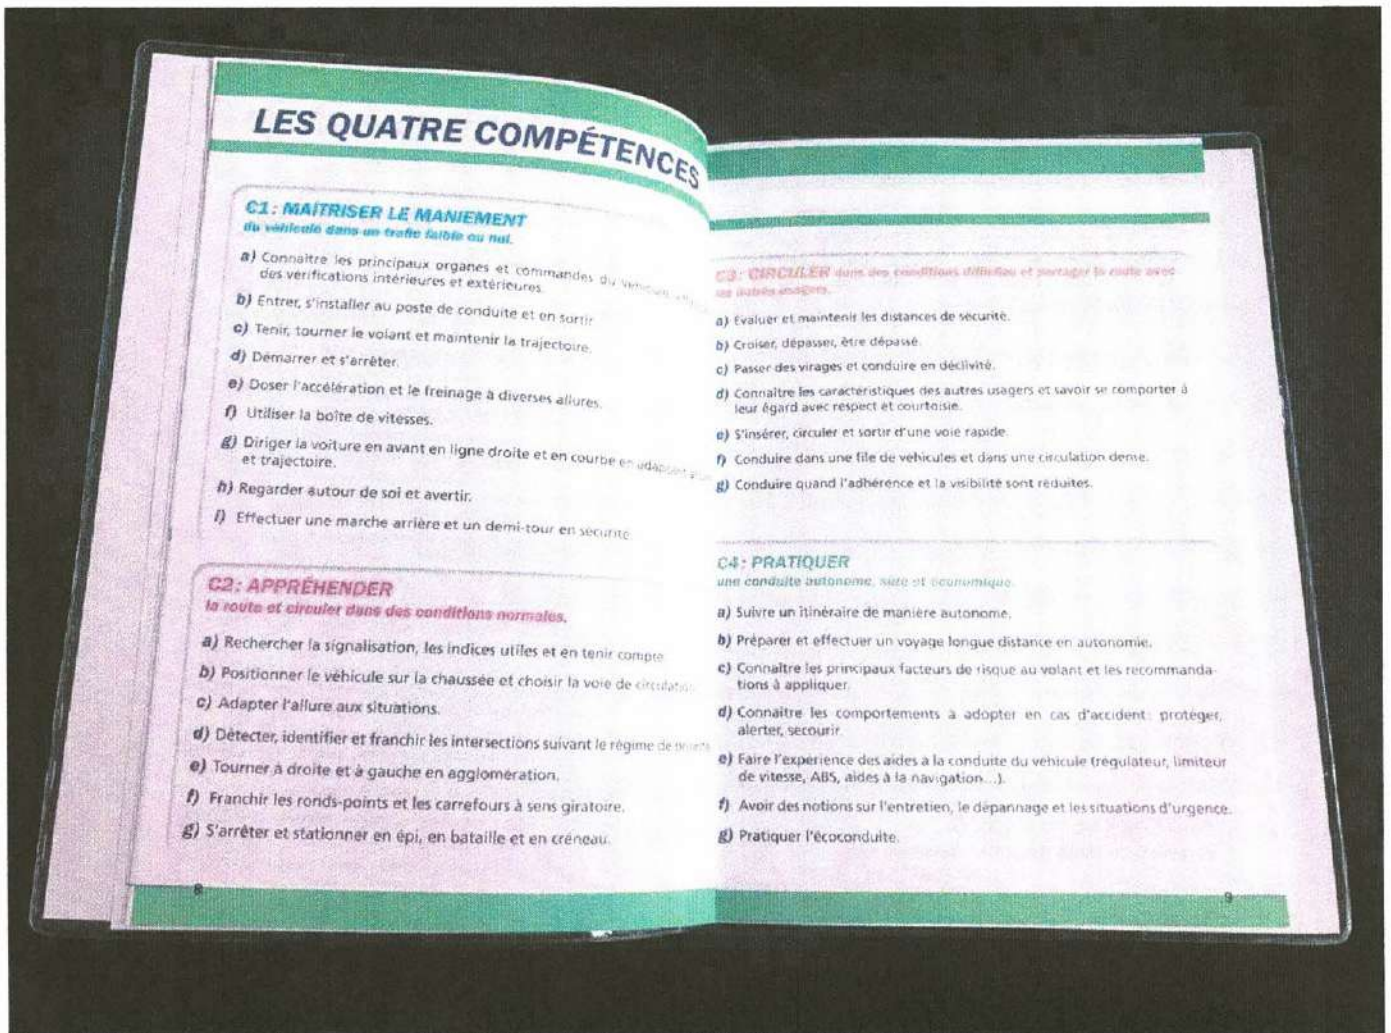 LES QUATRE COMPÉTENCES
C1 : MAÎTRISER LE MANIEMENT
du véhicule dans un trafic faible ou nul.
a) Connaître les principaux organes et commandes du véhicule
des vérifications intérieures et extérieures.
b) Entrer, s'installer au poste de conduite et en sortir
c) Tenir, tourner le volant et maintenir la trajectoire.
d) Démarrer et s'arrêter.
e) Doser l'accélération et le freinage à diverses allures.
f) Utiliser la boîte de vitesses.
g) Diriger la voiture en avant en ligne droite et en courbe en adaptant
et trajectoire.
h) Regarder autour de soi et avertir.
i) Effectuer une marche arrière et un demi-tour en sécurité
C2 : APPRÉHENDER
la route et circuler dans des conditions normales.
a) Rechercher la signalisation, les indices utiles et en tenir compte
b) Positionner le véhicule sur la chaussée et choisir la voie de circulation
c) Adapter l'allure aux situations.
d) Détecter, identifier et franchir les intersections suivant le régime de
e) Tourner à droite et à gauche en agglomération.
f) Franchir les ronds-points et les carrefours à sens giratoire.
g) S'arrêter et stationner en épi, en bataille et en créneau.
8
C3 : CIRCULER dans des conditions difficiles et partager la route avec
les autres usagers.
a) Évaluer et maintenir les distances de sécurité.
b) Croiser, dépasser, être dépassé.
c) Passer des virages et conduire en déclivité.
d) Connaître les caractéristiques des autres usagers et savoir se comporter à
leur égard avec respect et courtoisie.
e) S'insérer, circuler et sortir d'une voie rapide.
f) Conduire dans une file de véhicules et dans une circulation dense.
g) Conduire quand l'adhérence et la visibilité sont réduites.
C4 : PRATIQUER
une conduite autonome, sûre et économique.
a) Suivre un itinéraire de manière autonome.
b) Préparer et effectuer un voyage longue distance en autonomie.
c) Connaître les principaux facteurs de risque au volant et les recommanda-
tions à appliquer.
d) Connaître les comportements à adopter en cas d'accident : protéger,
alerter, secourir.
e) Faire l'expérience des aides à la conduite du véhicule (régulateur, limiteur
de vitesse, ABS, aides à la navigation...).
f) Avoir des notions sur l'entretien, le dépannage et les situations d'urgence.
g) Pratiquer l'écoconduite.
9